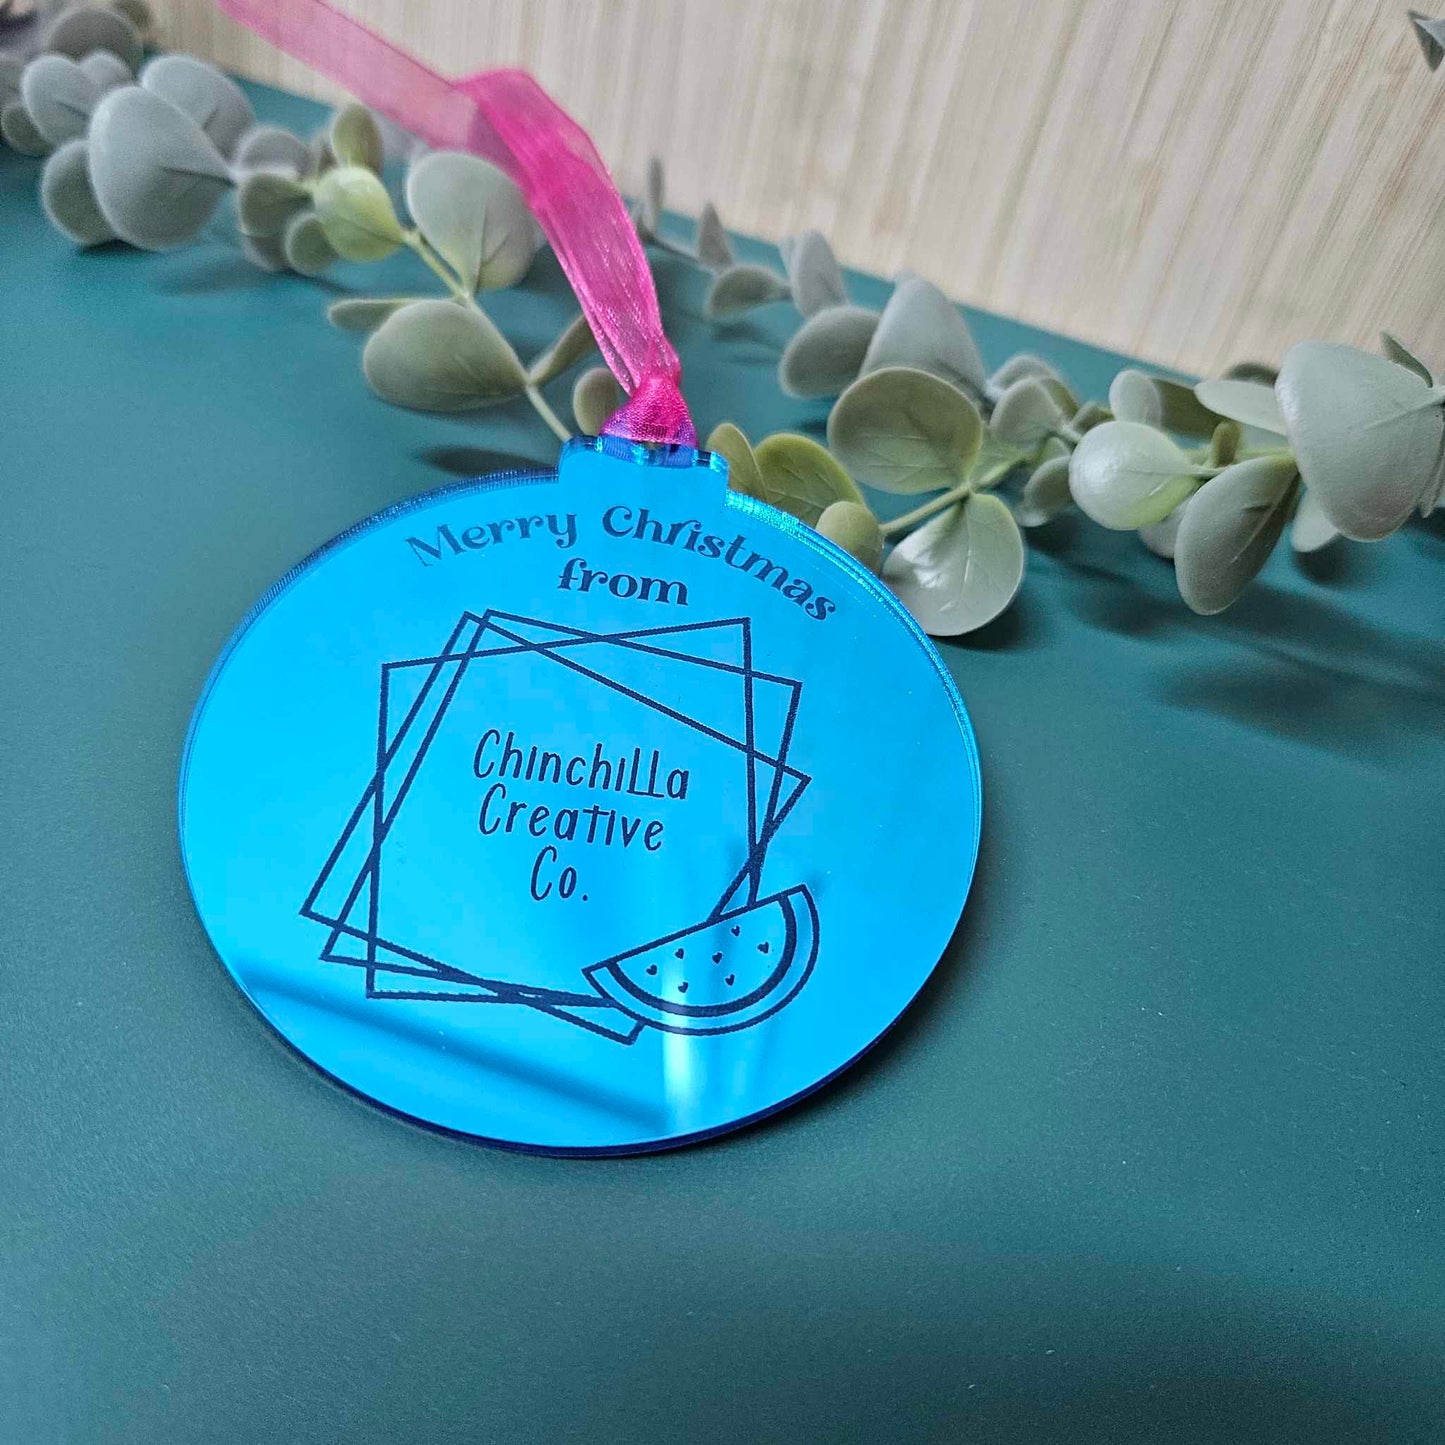 Merry Christmas
from
Chinchilla
Creative
Co.